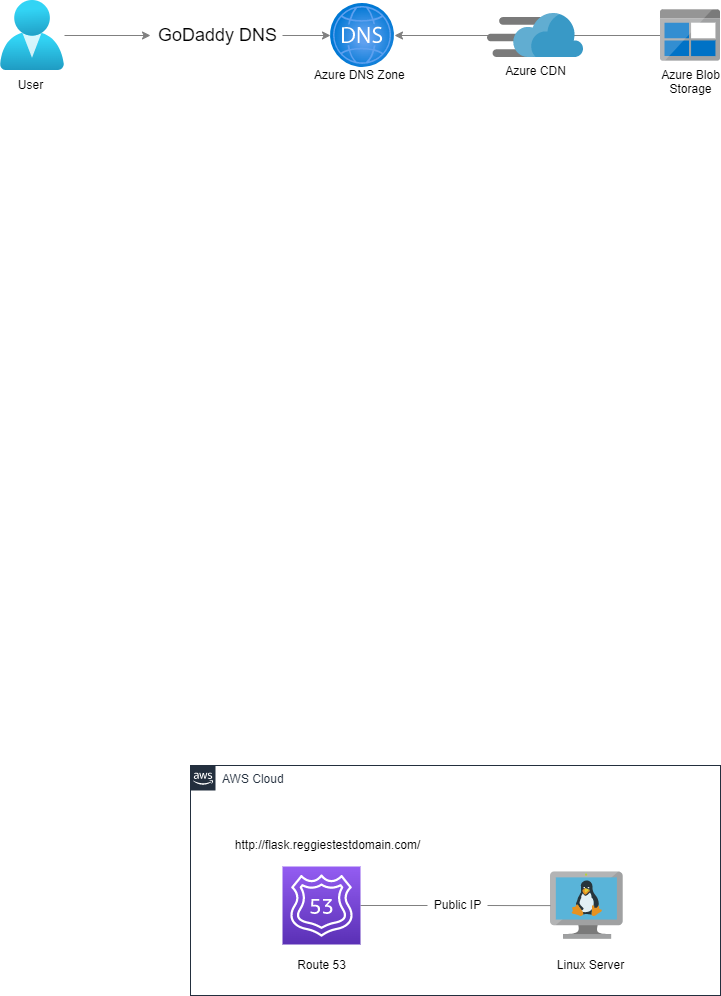 GoDaddy DNS
DNS
User
Azure DNS Zone
Azure CDN
Azure Blob
Storage
aws
AWS Cloud
http://flask.reggiestestdomain.com/
53
Public IP
Route 53
Linux Server